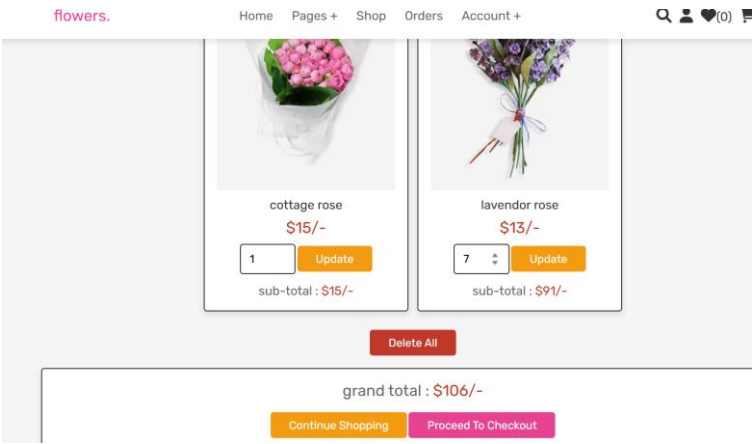 flowers. Home Pages + Shop Orders Account + (0)
cottage rose
$15/-
1 Update
sub-total : $15/-
lavendor rose
$13/-
7 Update
sub-total : $91/-
Delete All
grand total : $106/-
Continue Shopping Proceed To Checkout